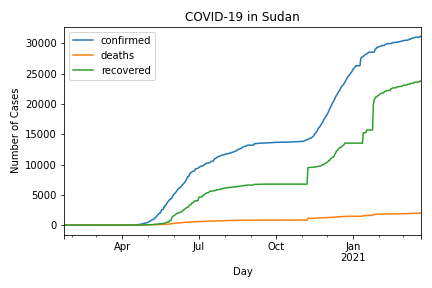 COVID-19 in Sudan
confirmed
deaths
recovered
Number of Cases
30000
25000
20000
15000
10000
5000
0
Apr
Jul
Oct
Jan
2021
Day